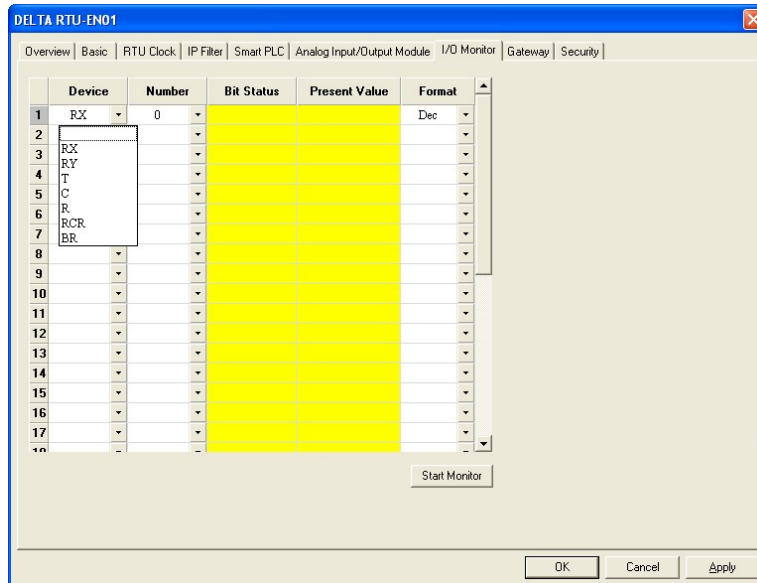 DELTA RTU-EN01
Overview Basic RTU Clock IP Filter Smart PLC Analog Input/Output Module I/O Monitor Gateway Security
Device Number Bit Status Present Value Format
1 RX 0 Dec
2
3 RX
RY
4 T
5 C
6 R
RCR
7 BR
8
9
10
11
12
13
14
15
16
17
18
Start Monitor
OK Cancel Apply